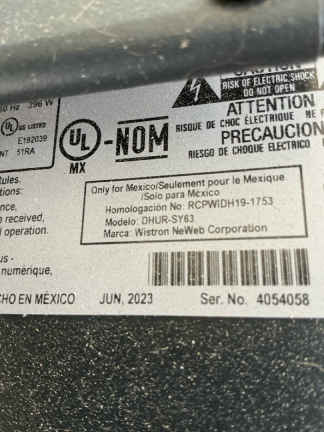 CAUTION
RISK OF ELECTRIC SHOCK
DO NOT OPEN
ATTENTION
RISQUE DE CHOC ÉLECTRIQUE NE
PRECAUCION
RIESGO DE CHOQUE ELECTRICO
Hz 396 W
UL US LISTED
E182039
51RA
UL - NOM
MX
Rules.
Only for Mexico/Seulement pour le Mexique
/Solo para México
Homologación No: RCPWIDH19-1753
Modelo: DHUR-SY63
Marca: Wistron NeWeb Corporation
received,
operation.
numérique,
CHO EN MÉXICO JUN, 2023 Ser. No. 4054058